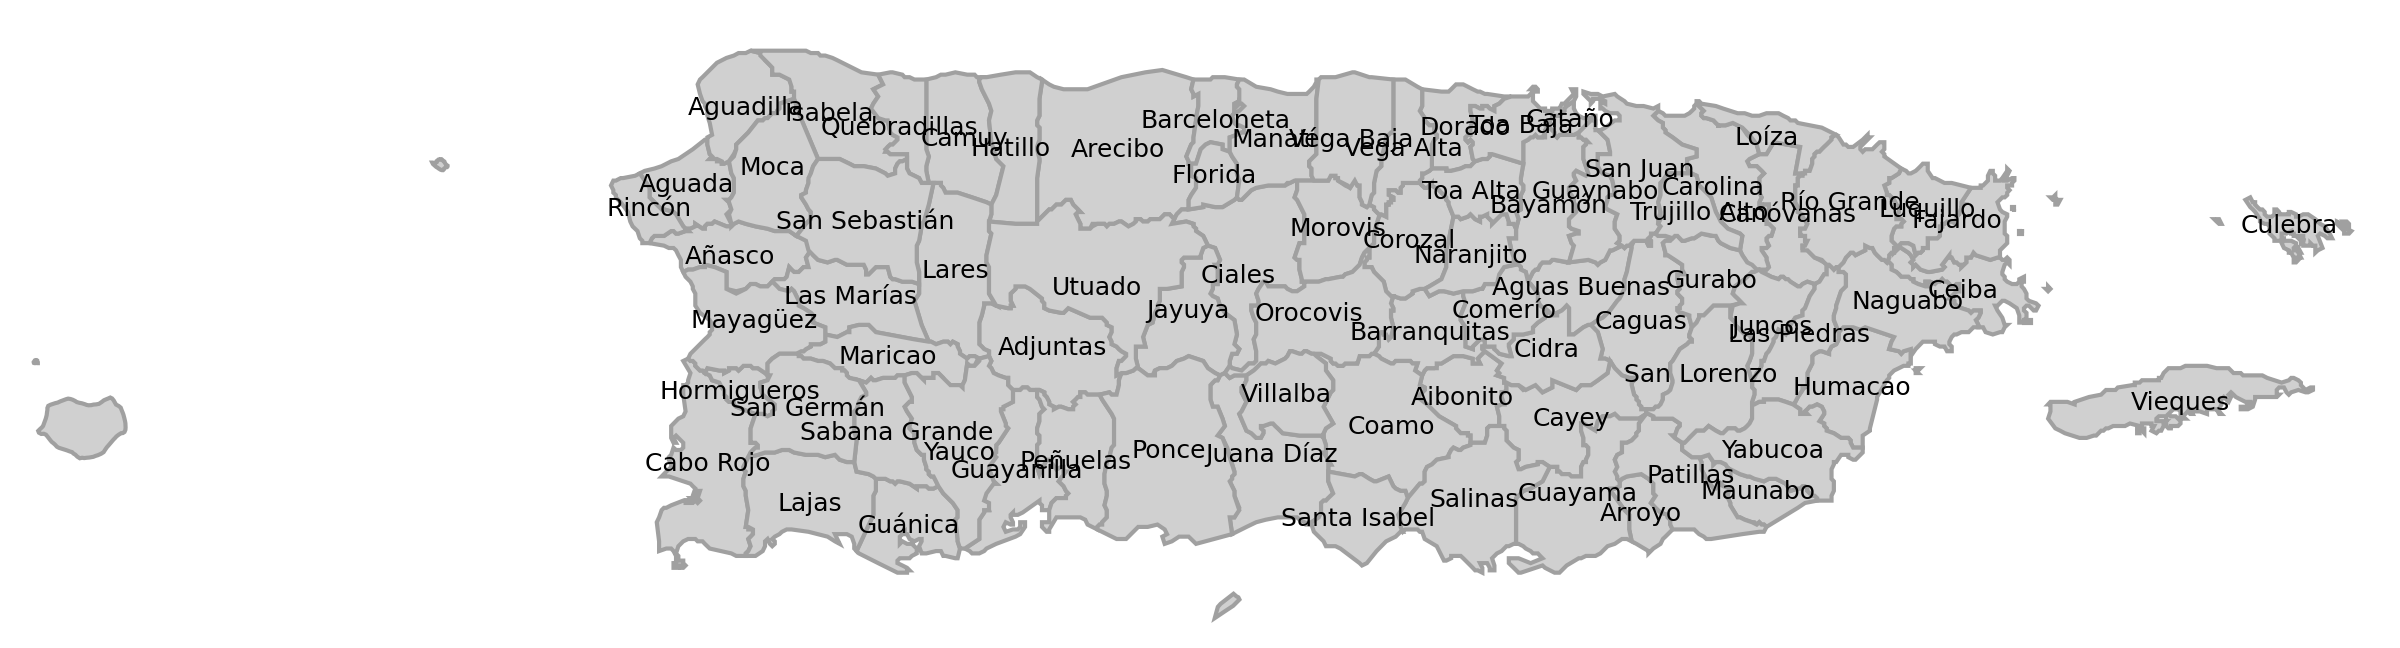 Aguadilla
Isabela
Quebradillas
Camuy
Hatillo
Arecibo
Barceloneta
Manatí
Vega Baja
Vega Alta
Dorado
Toa Baja
Cataño
Loíza
Moca
Florida
San Juan
Aguada
Rincón
Toa Alta
Guaynabo
Bayamón
Carolina
Trujillo Alto
Canóvanas
Río Grande
Luquillo
Fajardo
Culebra
San Sebastián
Morovis
Corozal
Naranjito
Añasco
Lares
Ciales
Utuado
Aguas Buenas
Gurabo
Ceiba
Naguabo
Las Marías
Jayuya
Orocovis
Comerío
Mayagüez
Barranquitas
Caguas
Juncos
Las Piedras
Maricao
Adjuntas
Cidra
San Lorenzo
Humacao
Hormigueros
San Germán
Villalba
Aibonito
Vieques
Sabana Grande
Coamo
Cayey
Yauco
Guayanilla
Peñuelas
Ponce
Juana Díaz
Yabucoa
Cabo Rojo
Patillas
Maunabo
Lajas
Salinas
Guayama
Arroyo
Guánica
Santa Isabel